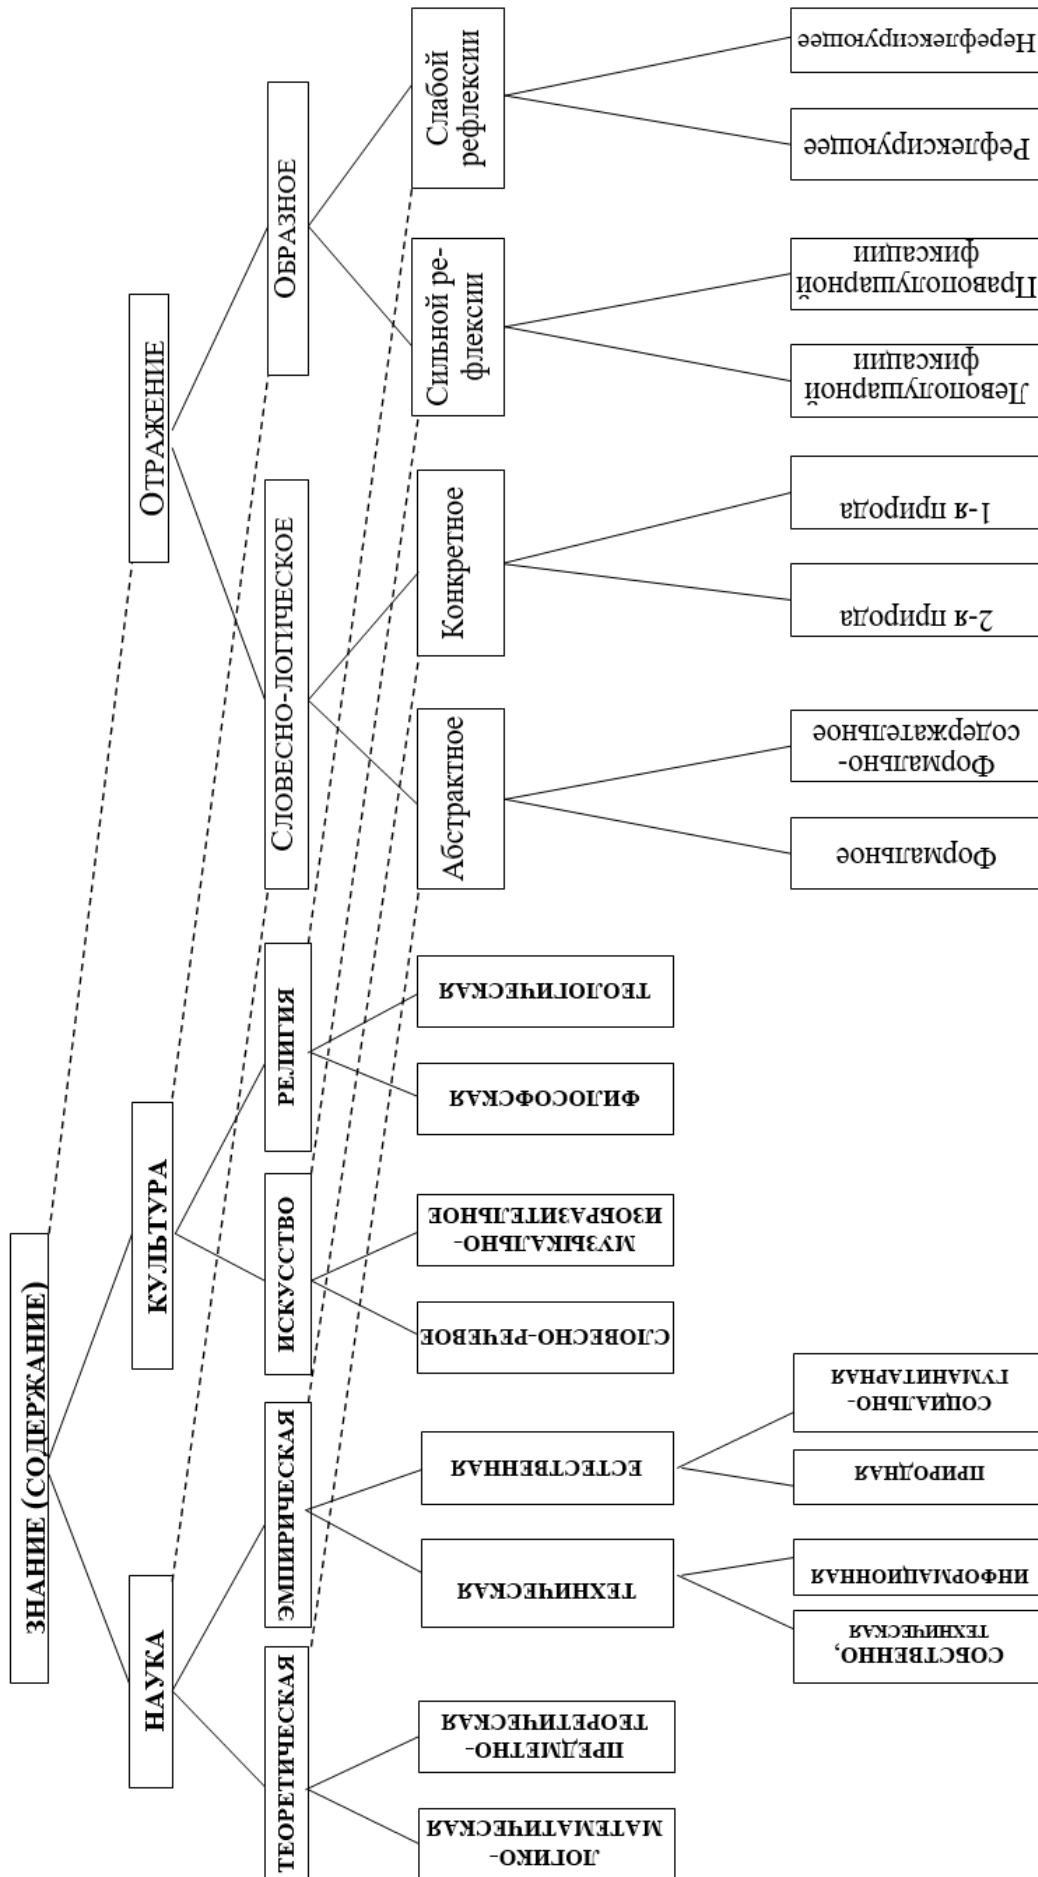 ЗНАНИЕ (СОДЕРЖАНИЕ)
ОТРАЖЕНИЕ
НАУКА
КУЛЬТУРА
СЛОВЕСНО-ЛОГИЧЕСКОЕ
ОБРАЗНОЕ
ТЕОРЕТИЧЕСКАЯ
ЭМПИРИЧЕСКАЯ
ИСКУССТВО
РЕЛИГИЯ
Абстрактное
Конкретное
Сильной ре-
флексии
Слабой
рефлексии
ЛОГИКО-
МАТЕМАТИЧЕСКАЯ
ПРЕДМЕТНО-
ТЕОРЕТИЧЕСКАЯ
ТЕХНИЧЕСКАЯ
ЕСТЕСТВЕННАЯ
СЛОВЕСНО-РЕЧЕВОЕ
МУЗЫКАЛЬНО-
ИЗОБРАЗИТЕЛЬНОЕ
ФИЛОСОФСКАЯ
ТЕОЛОГИЧЕСКАЯ
СОБСТВЕННО,
ТЕХНИЧЕСКАЯ
ИНФОРМАЦИОННАЯ
ПРИРОДНАЯ
СОЦИАЛЬНО-
ГУМАНИТАРНАЯ
Формальное
Формально-
содержательное
2-я природа
1-я природа
Левополушарной
фиксации
Правополушарной
фиксации
Рефлексирующее
Нерефлексирующее